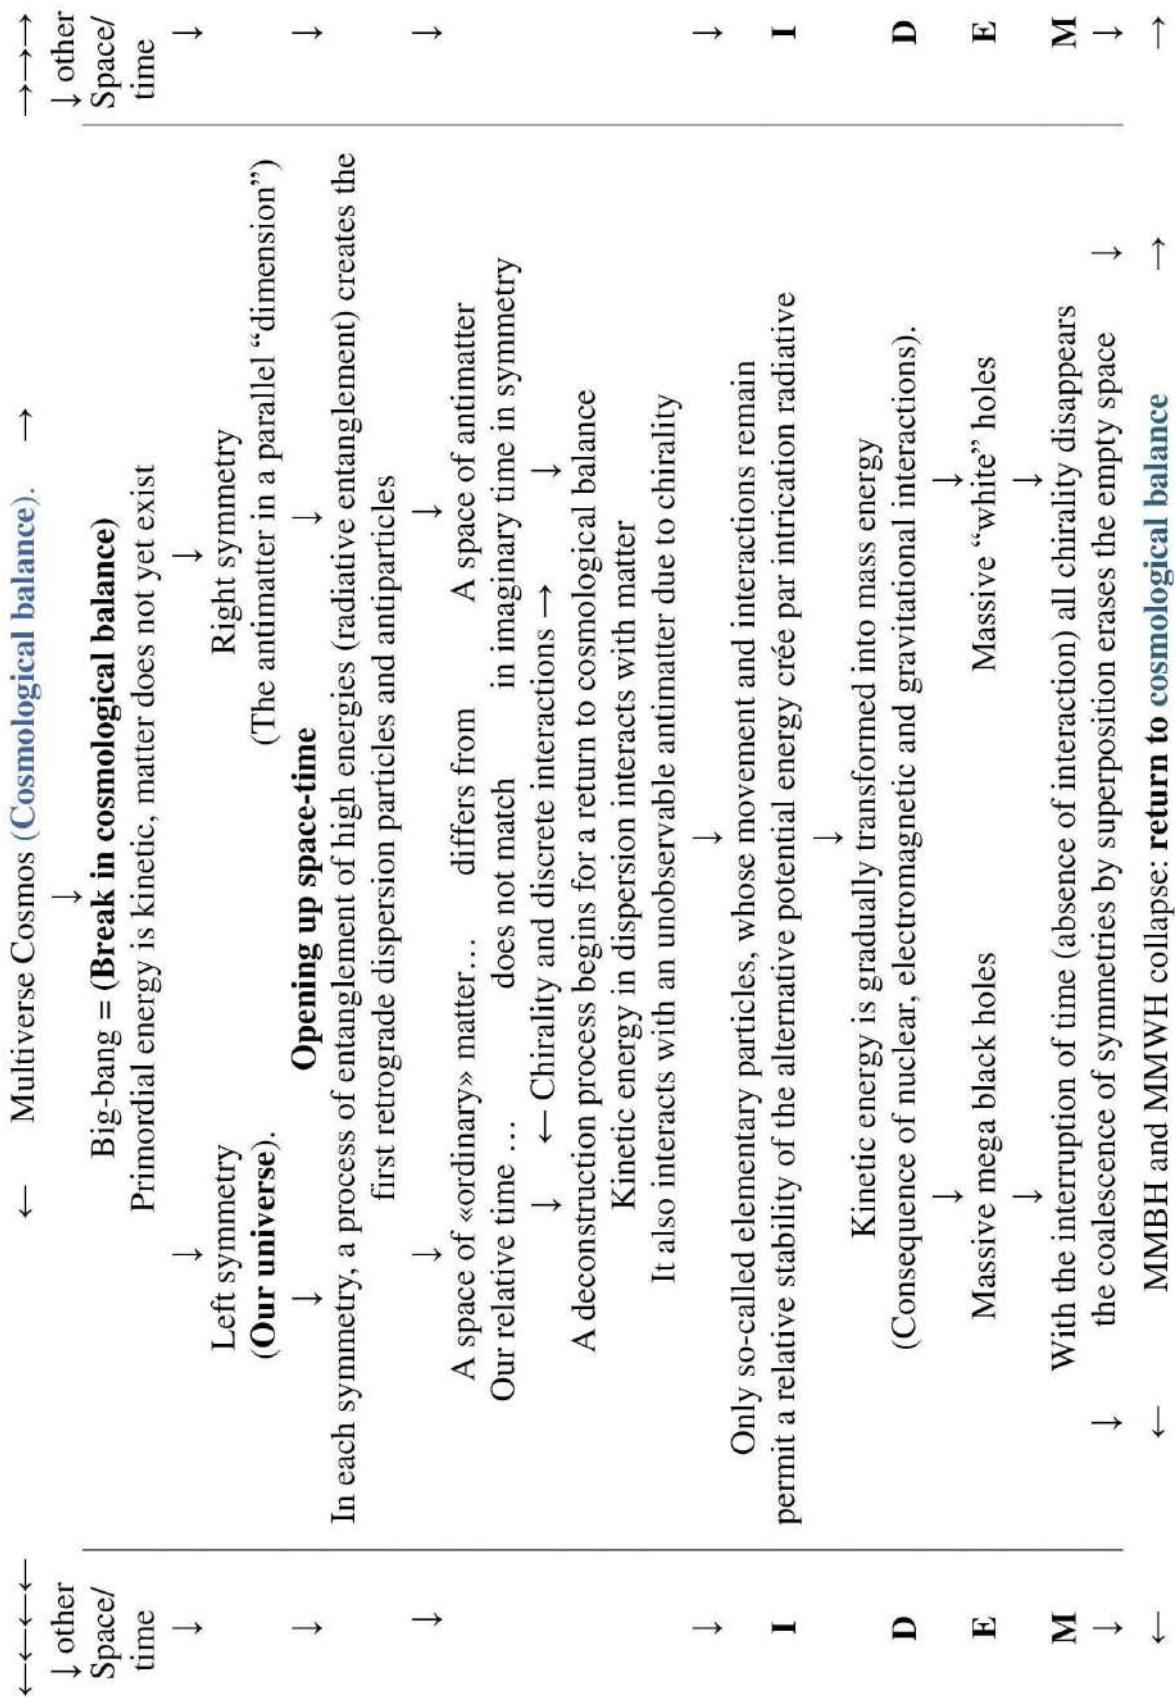 ←←←← ← Multiverse Cosmos (Cosmological balance). → →→→
↓ other ↓ ↓ other
Space/ Big-bang = (Break in cosmological balance) Space/
time Primordial energy is kinetic, matter does not yet exist time
↓ ↓ ↓ ↓
Left symmetry Right symmetry
(Our universe). (The antimatter in a parallel “dimension”)
↓ ↓ Opening up space-time ↓ ↓
In each symmetry, a process of entanglement of high energies (radiative entanglement) creates the
first retrograde dispersion particles and antiparticles
↓ ↓ ↓ ↓
A space of «ordinary» matter… differs from A space of antimatter
Our relative time … does not match in imaginary time in symmetry
↓ ← Chirality and discrete interactions → ↓
A deconstruction process begins for a return to cosmological balance
Kinetic energy in dispersion interacts with matter
It also interacts with an unobservable antimatter due to chirality
↓ ↓ ↓
Only so-called elementary particles, whose movement and interactions remain
I permit a relative stability of the alternative potential energy crée par intrication radiative I
↓
Kinetic energy is gradually transformed into mass energy
D (Consequence of nuclear, electromagnetic and gravitational interactions). D
↓ ↓
E Massive mega black holes Massive “white” holes E
↓ ↓
M With the interruption of time (absence of interaction) all chirality disappears M
↓ ↓ the coalescence of symmetries by superposition erases the empty space ↓ ↓
← ← MMBH and MMWH collapse: return to cosmological balance → →